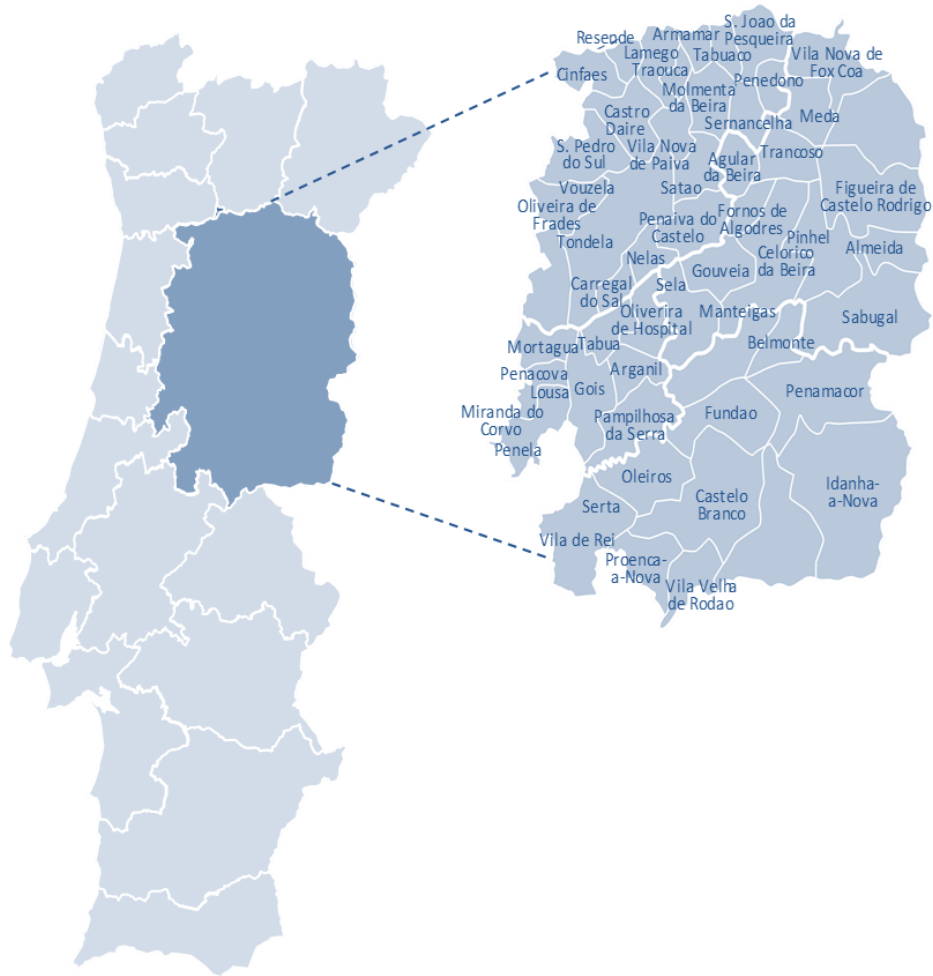 S. Joao da
Pesqueira
Resende
Armamar
Lamego
Tabuaco
Vila Nova de
Fox Coa
Traouca
Cinfaes
Penedono
Molmenta
da Beira
Castro
Daire
Sernancelha
Meda
S. Pedro
do Sul
Vila Nova
de Paiva
Agular
da Beira
Trancoso
Vouzela
Satao
Figueira de
Castelo Rodrigo
Oliveira de
Frades
Penaiva do
Castelo
Fornos de
Algodres
Tondela
Pinhel
Almeida
Celorico
da Beira
Nelas
Gouveia
Carregal
do Sal
Sela
Oliverira
de Hospital
Manteigas
Sabugal
Mortagua
Tabua
Belmonte
Penacova
Arganil
Lousa
Gois
Penamacor
Miranda do
Corvo
Pampilhosa
da Serra
Fundao
Penela
Oleiros
Idanha-
a-Nova
Serta
Castelo
Branco
Vila de Rei
Proenca-
a-Nova
Vila Velha
de Rodao